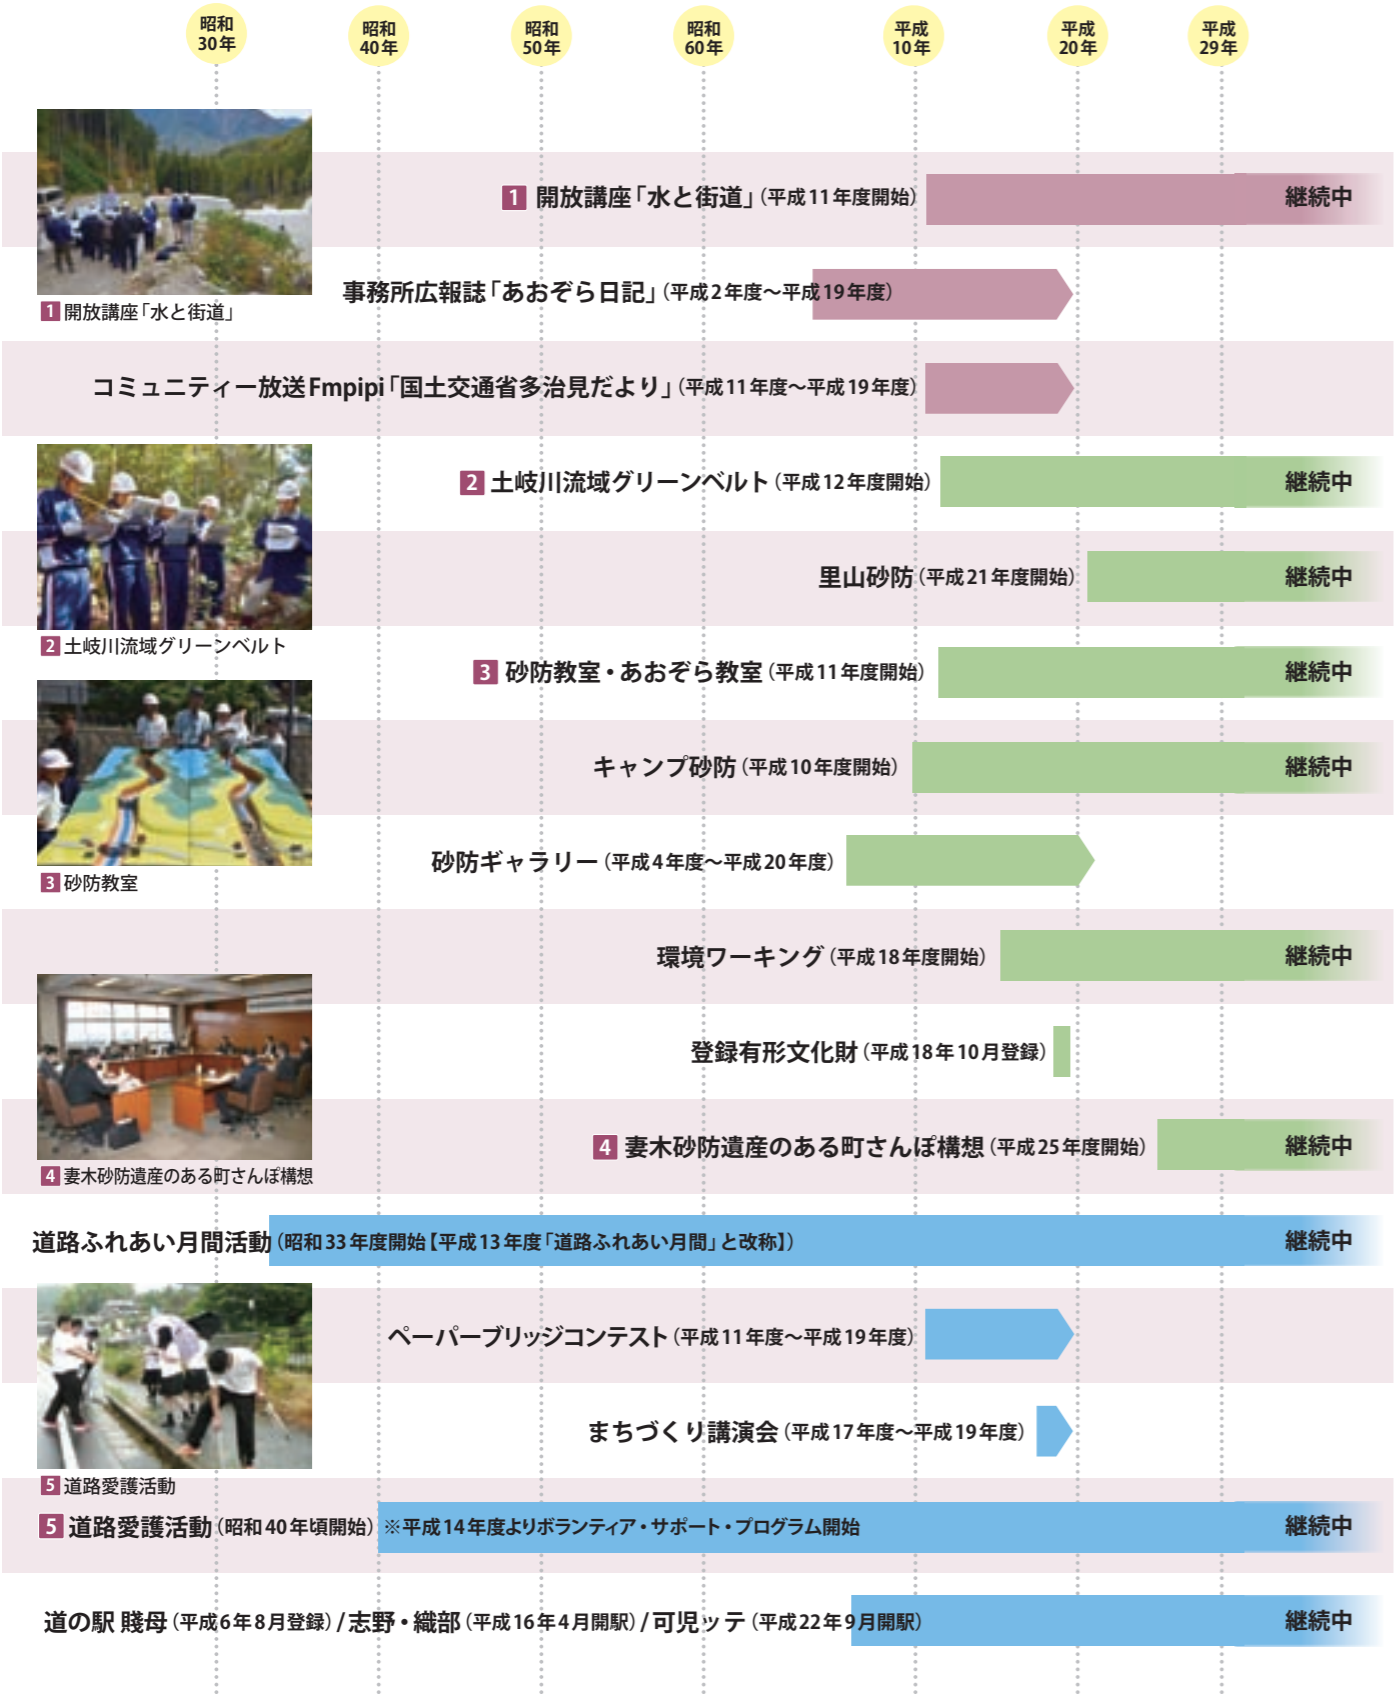 昭和
30年
昭和
40年
昭和
50年
昭和
60年
平成
10年
平成
20年
平成
29年
1 開放講座「水と街道」（平成11年度開始）
継続中
1 開放講座「水と街道」
事務所広報誌「あおぞら日記」（平成2年度～平成19年度）
コミュニティー放送Fmpipi「国土交通省多治見だより」（平成11年度～平成19年度）
2 土岐川流域グリーンベルト（平成12年度開始）
継続中
里山砂防（平成21年度開始）
継続中
2 土岐川流域グリーンベルト
3 砂防教室・あおぞら教室（平成11年度開始）
継続中
キャンプ砂防（平成10年度開始）
継続中
砂防ギャラリー（平成4年度～平成20年度）
3 砂防教室
環境ワーキング（平成18年度開始）
継続中
登録有形文化財（平成18年10月登録）
4 妻木砂防遺産のある町さんぽ構想（平成25年度開始）
継続中
4 妻木砂防遺産のある町さんぽ構想
道路ふれあい月間活動（昭和33年度開始【平成13年度「道路ふれあい月間」と改称】）
継続中
ペーパーブリッジコンテスト（平成11年度～平成19年度）
まちづくり講演会（平成17年度～平成19年度）
5 道路愛護活動
5 道路愛護活動（昭和40年頃開始）※平成14年度よりボランティア・サポート・プログラム開始
継続中
道の駅 賤母（平成6年8月登録）/志野・織部（平成16年4月開駅）/可児ッテ（平成22年9月開駅）
継続中